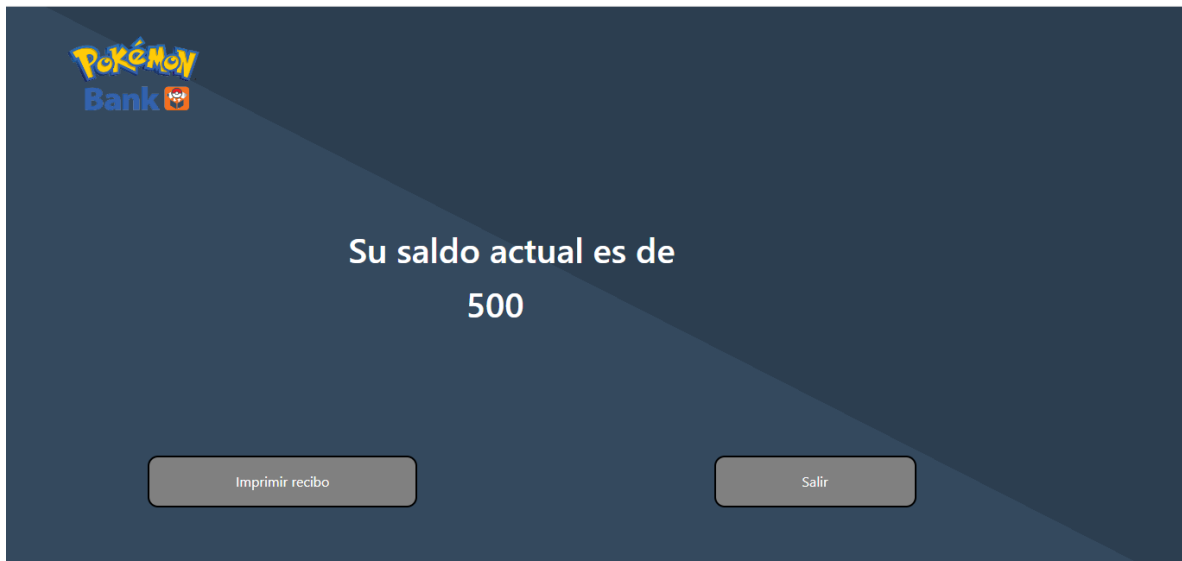 Pokémon
Bank
Su saldo actual es de
500
Imprimir recibo
Salir